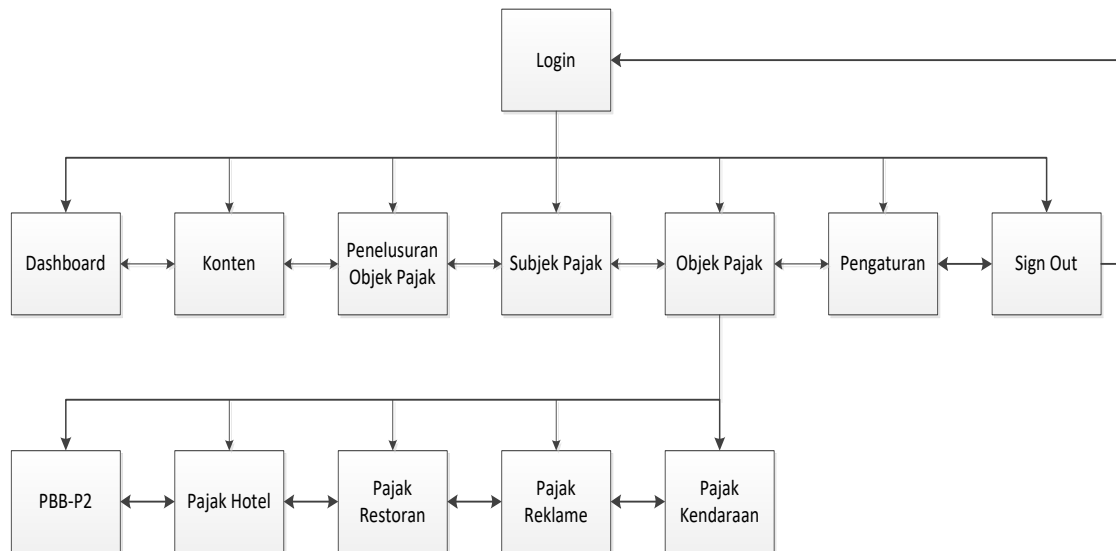 Login
Dashboard
Konten
Penelusuran
Objek Pajak
Subjek Pajak
Objek Pajak
Pengaturan
Sign Out
PBB-P2
Pajak Hotel
Pajak
Restoran
Pajak
Reklame
Pajak
Kendaraan